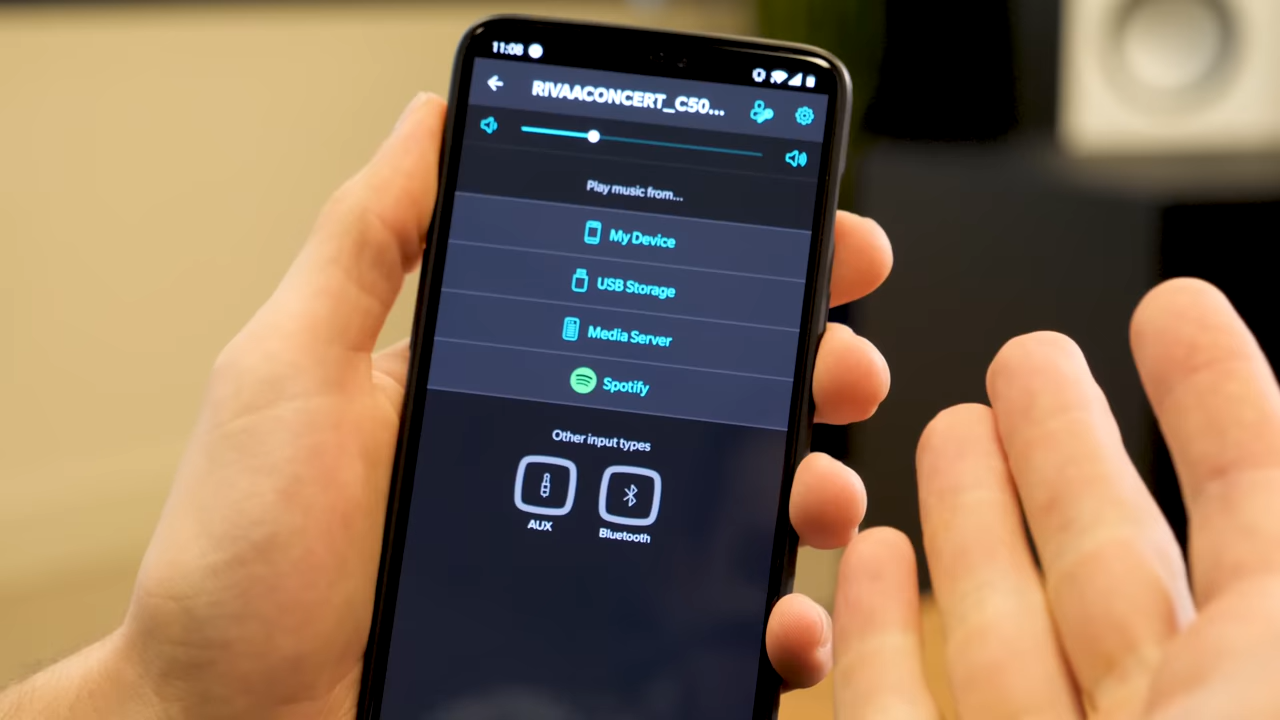 11:08
RIVAACONCERT_C50...
Play music from...
My Device
USB Storage
Media Server
Spotify
Other input types
AUX
Bluetooth